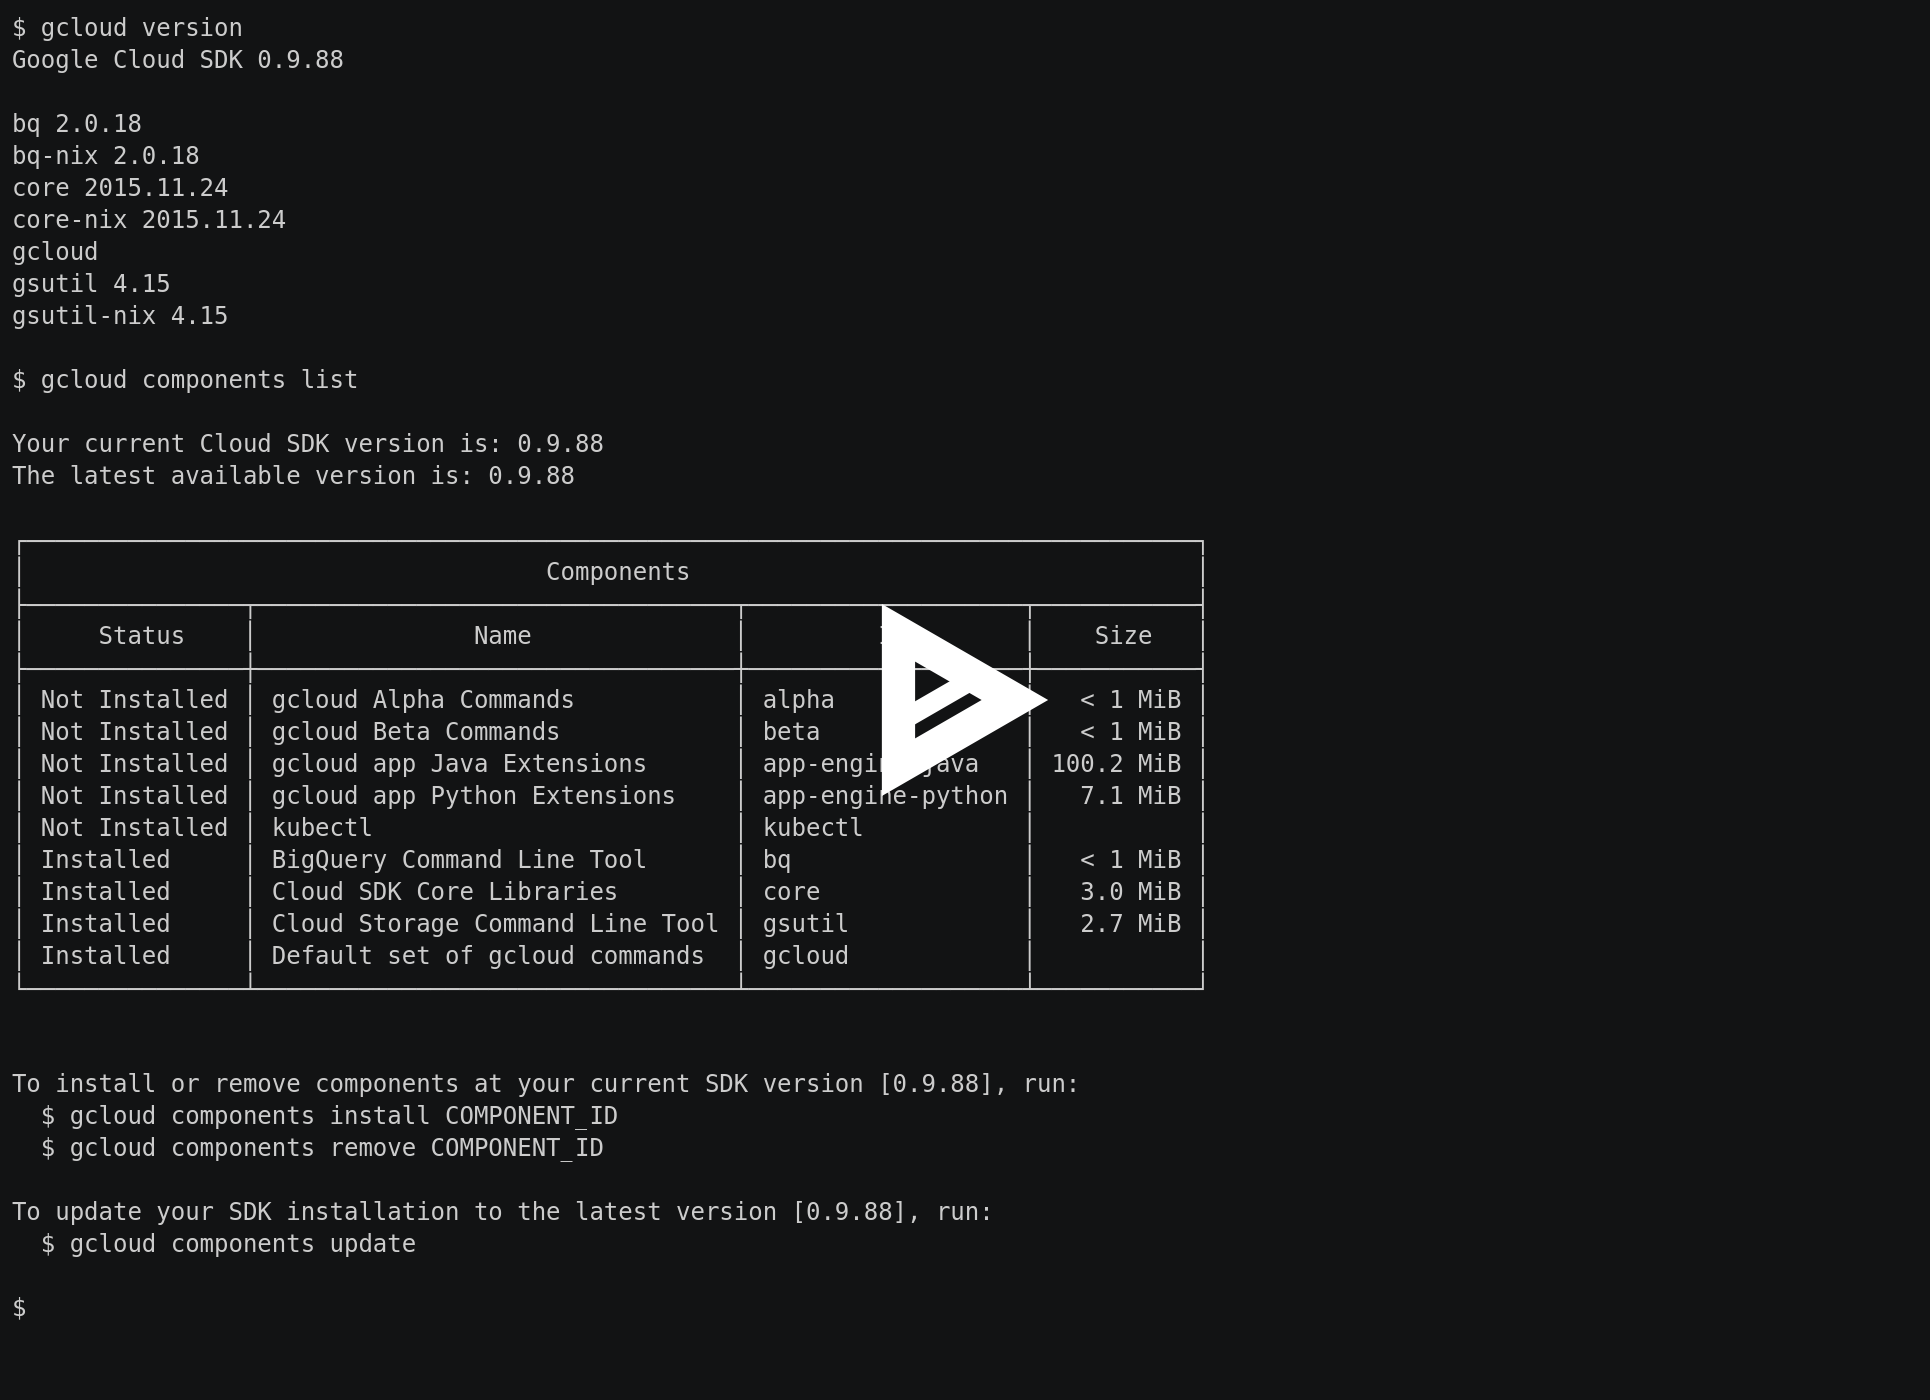 $ gcloud version
Google Cloud SDK 0.9.88
bq 2.0.18
bq-nix 2.0.18
core 2015.11.24
core-nix 2015.11.24
gcloud
gsutil 4.15
gsutil-nix 4.15
$ gcloud components list
Your current Cloud SDK version is: 0.9.88
The latest available version is: 0.9.88
Components
Status Name Size
Not Installed gcloud Alpha Commands alpha < 1 MiB
Not Installed gcloud Beta Commands beta < 1 MiB
Not Installed gcloud app Java Extensions app-engine-java 100.2 MiB
Not Installed gcloud app Python Extensions app-engine-python 7.1 MiB
Not Installed kubectl kubectl
Installed BigQuery Command Line Tool bq < 1 MiB
Installed Cloud SDK Core Libraries core 3.0 MiB
Installed Cloud Storage Command Line Tool gsutil 2.7 MiB
Installed Default set of gcloud commands gcloud
To install or remove components at your current SDK version [0.9.88], run:
$ gcloud components install COMPONENT_ID
$ gcloud components remove COMPONENT_ID
To update your SDK installation to the latest version [0.9.88], run:
$ gcloud components update
$